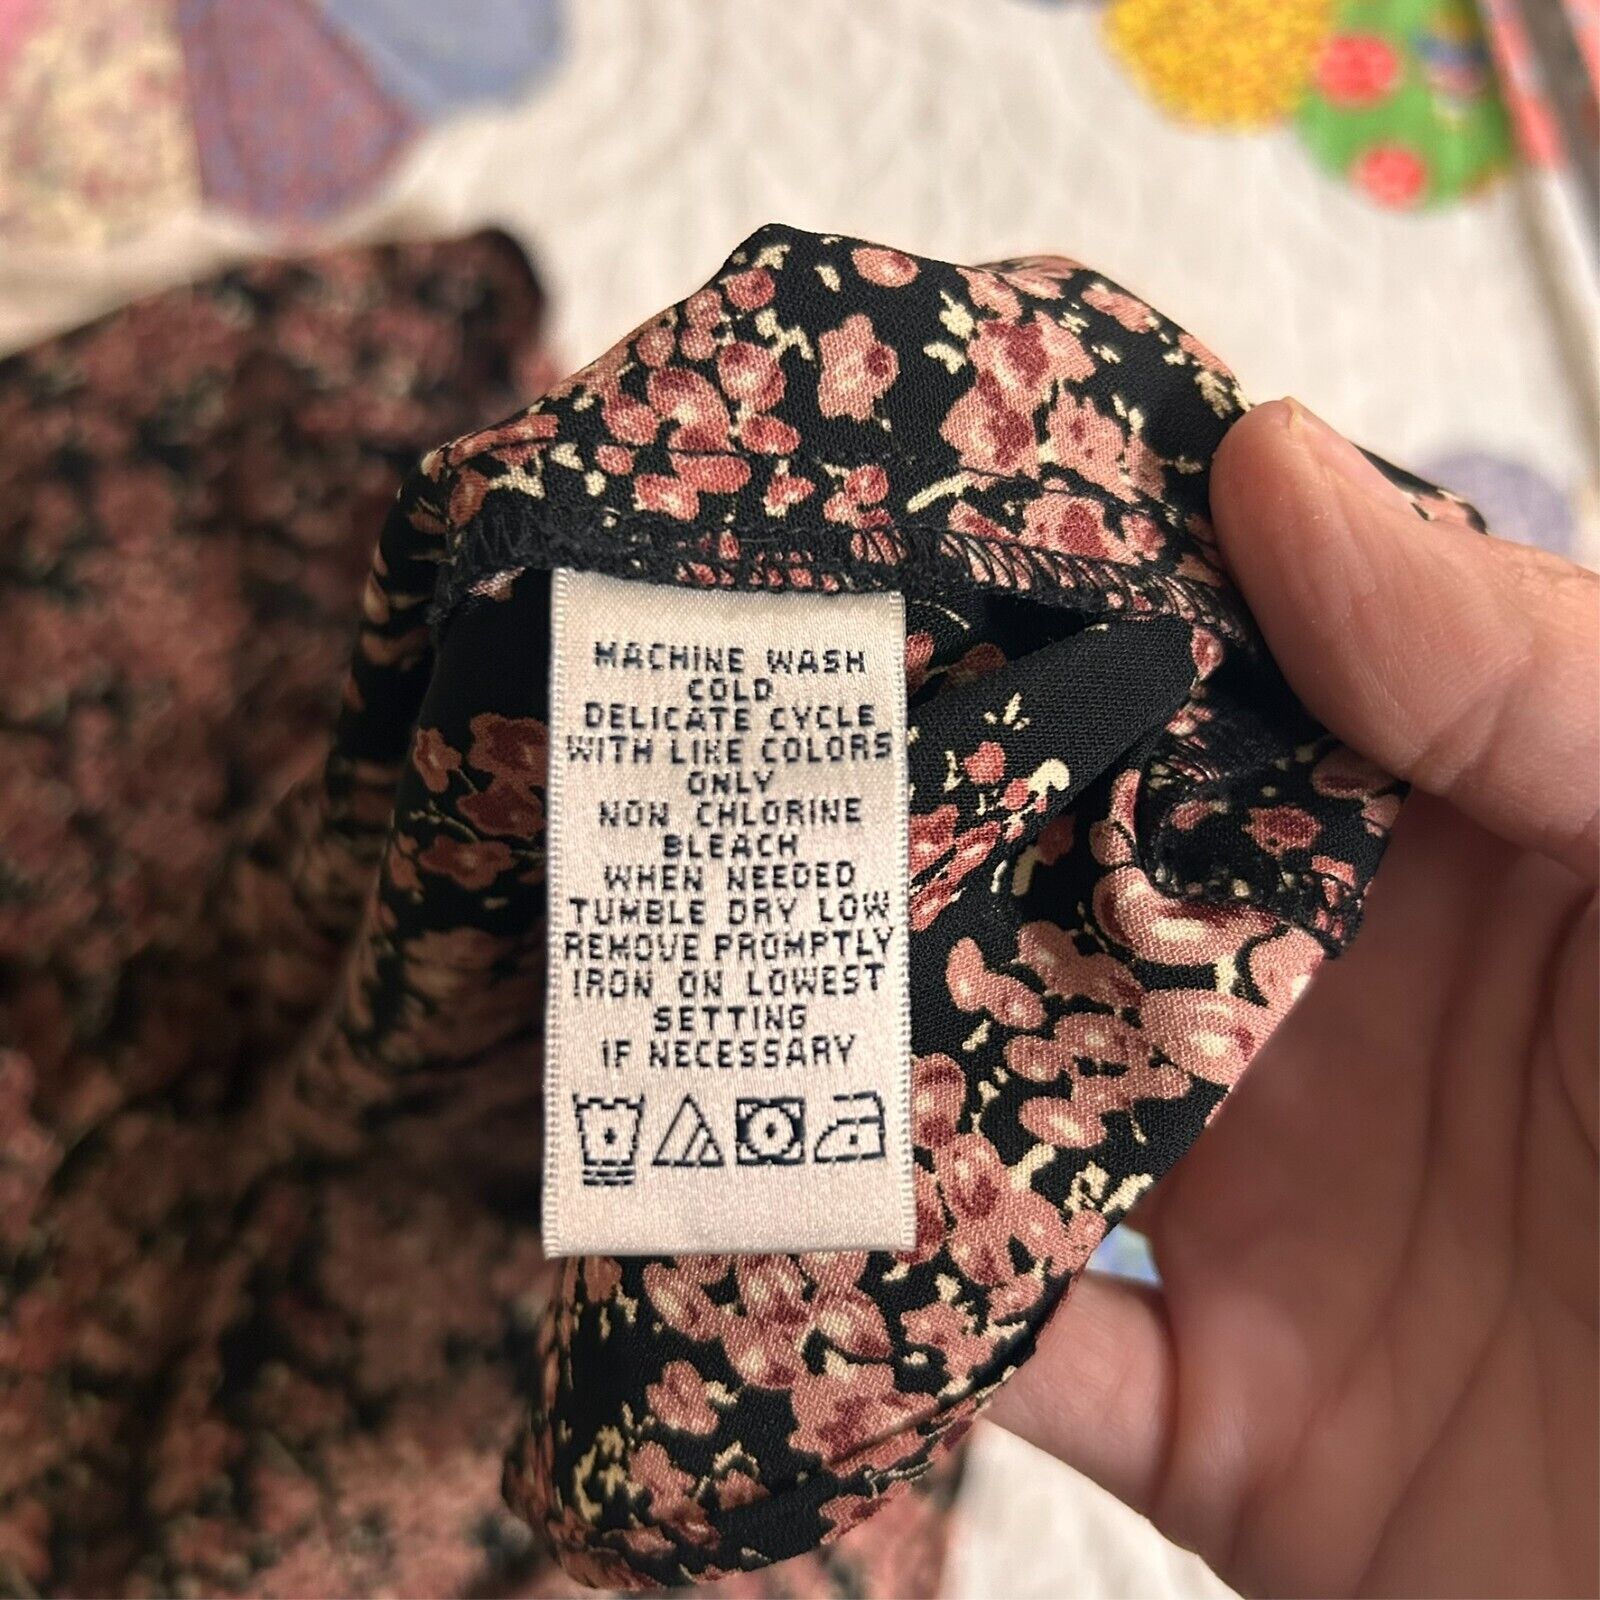 MACHINE WASH
COLD
DELICATE CYCLE
WITH LIKE COLORS
ONLY
NON CHLORINE
BLEACH
WHEN NEEDED
TUMBLE DRY LOW
REMOVE PROMPTLY
IRON ON LOWEST
SETTING
IF NECESSARY